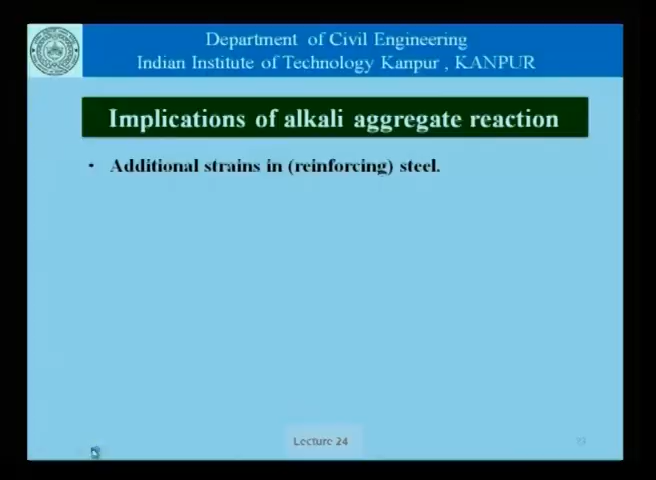 Department of Civil Engineering
Indian Institute of Technology Kanpur , KANPUR
Implications of alkali aggregate reaction
• Additional strains in (reinforcing) steel.
Lecture 24